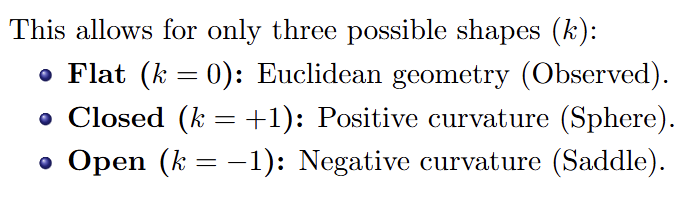 This allows for only three possible shapes (k):
• Flat (k = 0): Euclidean geometry (Observed).
• Closed (k = +1): Positive curvature (Sphere).
• Open (k = −1): Negative curvature (Saddle).